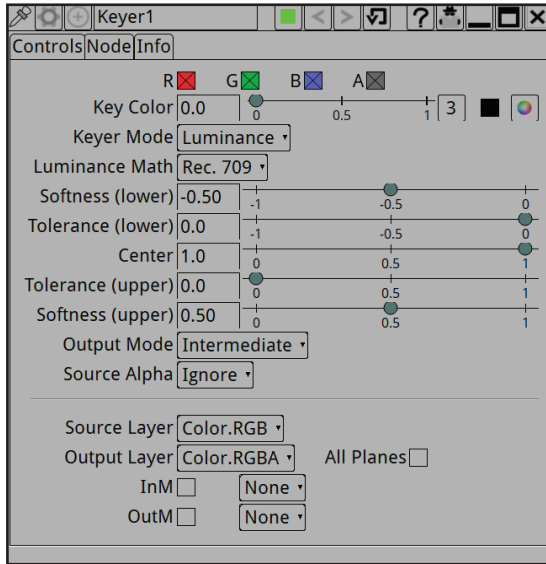 Keyer1 < > ?
Controls Node Info
R G B A
Key Color 0.0 0 0.5 1 3
Keyer Mode Luminance
Luminance Math Rec. 709
Softness (lower) -0.50 -1 -0.5 0
Tolerance (lower) 0.0 -1 -0.5 0
Center 1.0 0 0.5 1
Tolerance (upper) 0.0 0 0.5 1
Softness (upper) 0.50 0 0.5 1
Output Mode Intermediate
Source Alpha Ignore
Source Layer Color.RGB
Output Layer Color.RGBA All Planes
InM None
OutM None